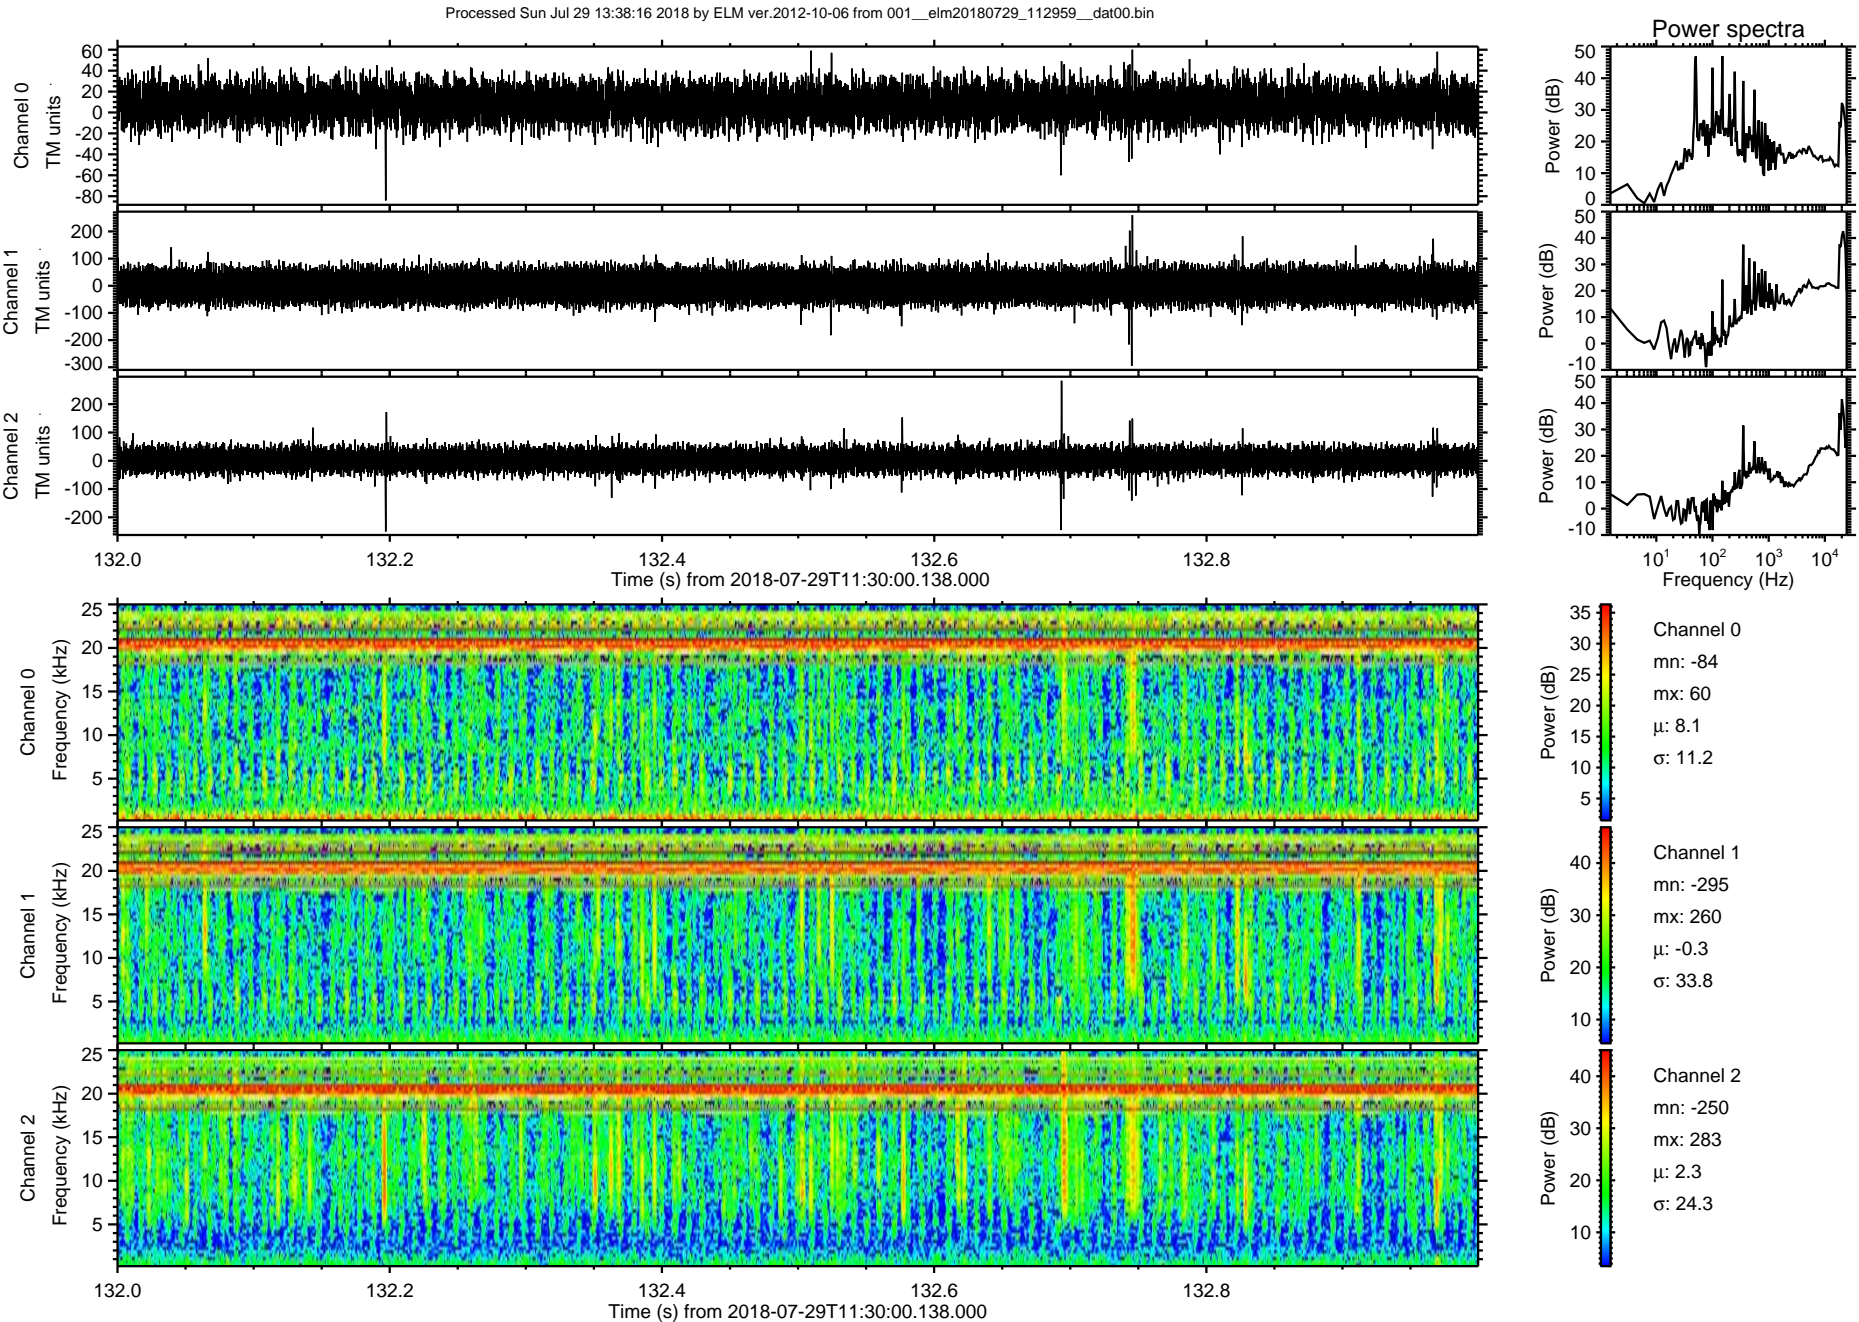 Processed Sun Jul 29 13:38:16 2018 by ELM ver.2012-10-06 from 001__elm20180729_112959__dat00.bin
Power spectra
Channel 0
TM units
60
40
20
0
-20
-40
-60
-80
Power (dB)
50
40
30
20
10
0
Channel 1
TM units
200
100
0
-100
-200
-300
Power (dB)
50
40
30
20
10
0
-10
Channel 2
TM units
200
100
0
-100
-200
Power (dB)
50
40
30
20
10
0
-10
132.0 132.2 132.4 132.6 132.8
Time (s) from 2018-07-29T11:30:00.138.000
10¹ 10² 10³ 10⁴
Frequency (Hz)
Channel 0
Frequency (kHz)
25
20
15
10
5
Power (dB)
35
30
25
20
15
10
5
Channel 0
mn: -84
mx: 60
μ: 8.1
σ: 11.2
Channel 1
Frequency (kHz)
25
20
15
10
5
Power (dB)
40
30
20
10
Channel 1
mn: -295
mx: 260
μ: -0.3
σ: 33.8
Channel 2
Frequency (kHz)
25
20
15
10
5
Power (dB)
40
30
20
10
Channel 2
mn: -250
mx: 283
μ: 2.3
σ: 24.3
132.0 132.2 132.4 132.6 132.8
Time (s) from 2018-07-29T11:30:00.138.000